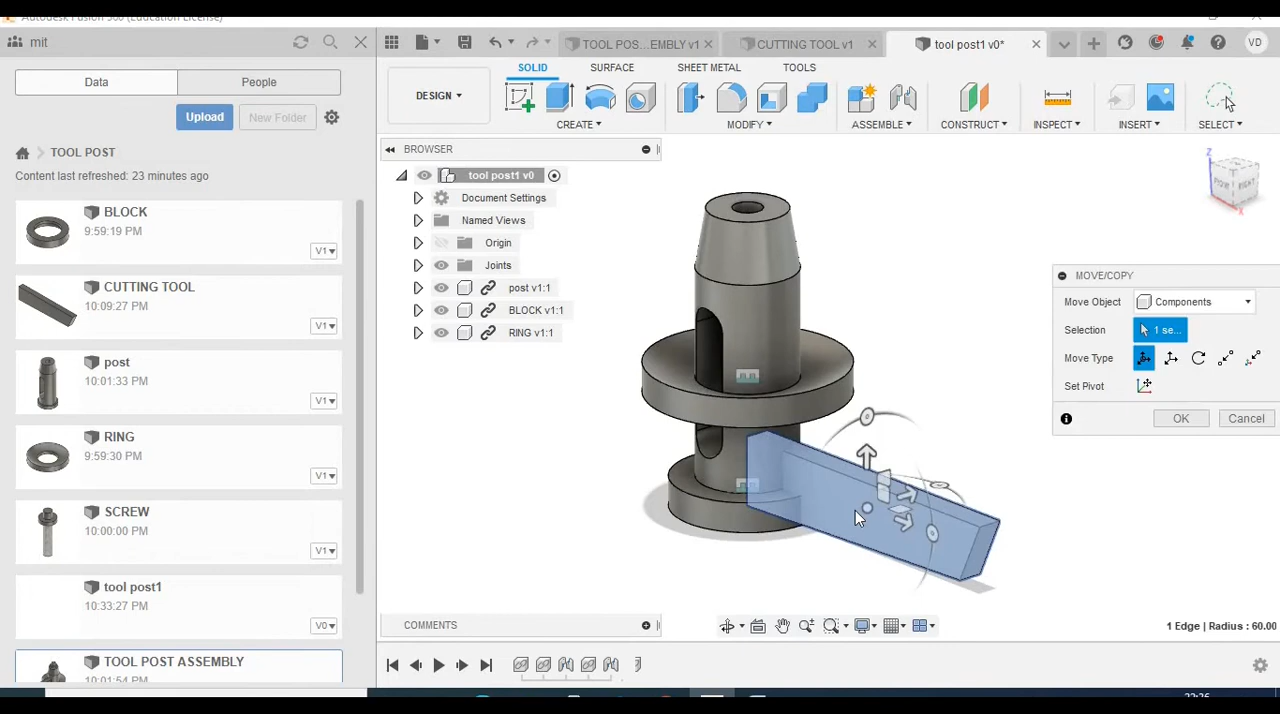 Autodesk Fusion 360 (Education License)
mit
TOOL POS...EMBLY v1
CUTTING TOOL v1
tool post1 v0*
VD
Data
People
SOLID
SURFACE
SHEET METAL
TOOLS
DESIGN
Upload
New Folder
CREATE
MODIFY
ASSEMBLE
CONSTRUCT
INSPECT
INSERT
SELECT
TOOL POST
Content last refreshed: 23 minutes ago
BROWSER
tool post1 v0
Document Settings
Named Views
Origin
Joints
post v1:1
BLOCK v1:1
RING v1:1
BLOCK
9:59:19 PM
V1
CUTTING TOOL
10:09:27 PM
V1
post
10:01:33 PM
V1
RING
9:59:30 PM
V1
SCREW
10:00:00 PM
V1
tool post1
10:33:27 PM
V0
TOOL POST ASSEMBLY
10:01:54 PM
Z
RIGHT
X
MOVE/COPY
Move Object
Components
Selection
1 se...
Move Type
Set Pivot
OK
Cancel
COMMENTS
1 Edge | Radius : 60.00